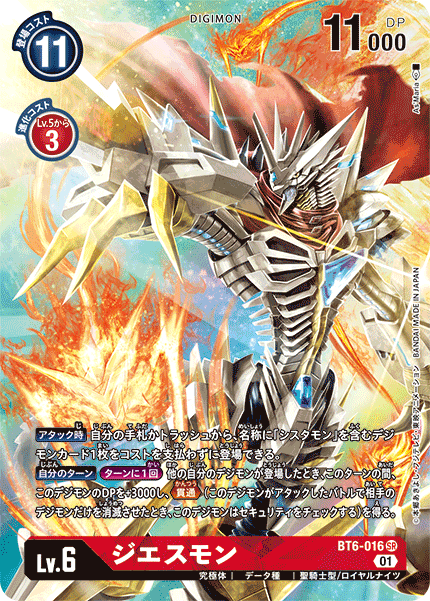 DIGIMON
登場コスト
11
DP
11000
進化コスト
Lv.5から
3
As'Maria
アタック時 自分の手札かトラッシュから、名称に「シスタモン」を含むデジ
モンカード1枚をコストを支払わずに登場できる。
自分のターン ターンに1回 他の自分のデジモンが登場したとき、このターンの間、
このデジモンのDPを+3000し、貫通（このデジモンがアタックしたバトルで相手の
デジモンだけを消滅させたとき、このデジモンはセキュリティをチェックする）を得る。
©本郷あきよし・フジテレビ・東映アニメーション BANDAI MADE IN JAPAN
Lv.6
ジエスモン
BT6-016 SR
01
究極体 | データ種 | 聖騎士型/ロイヤルナイツ